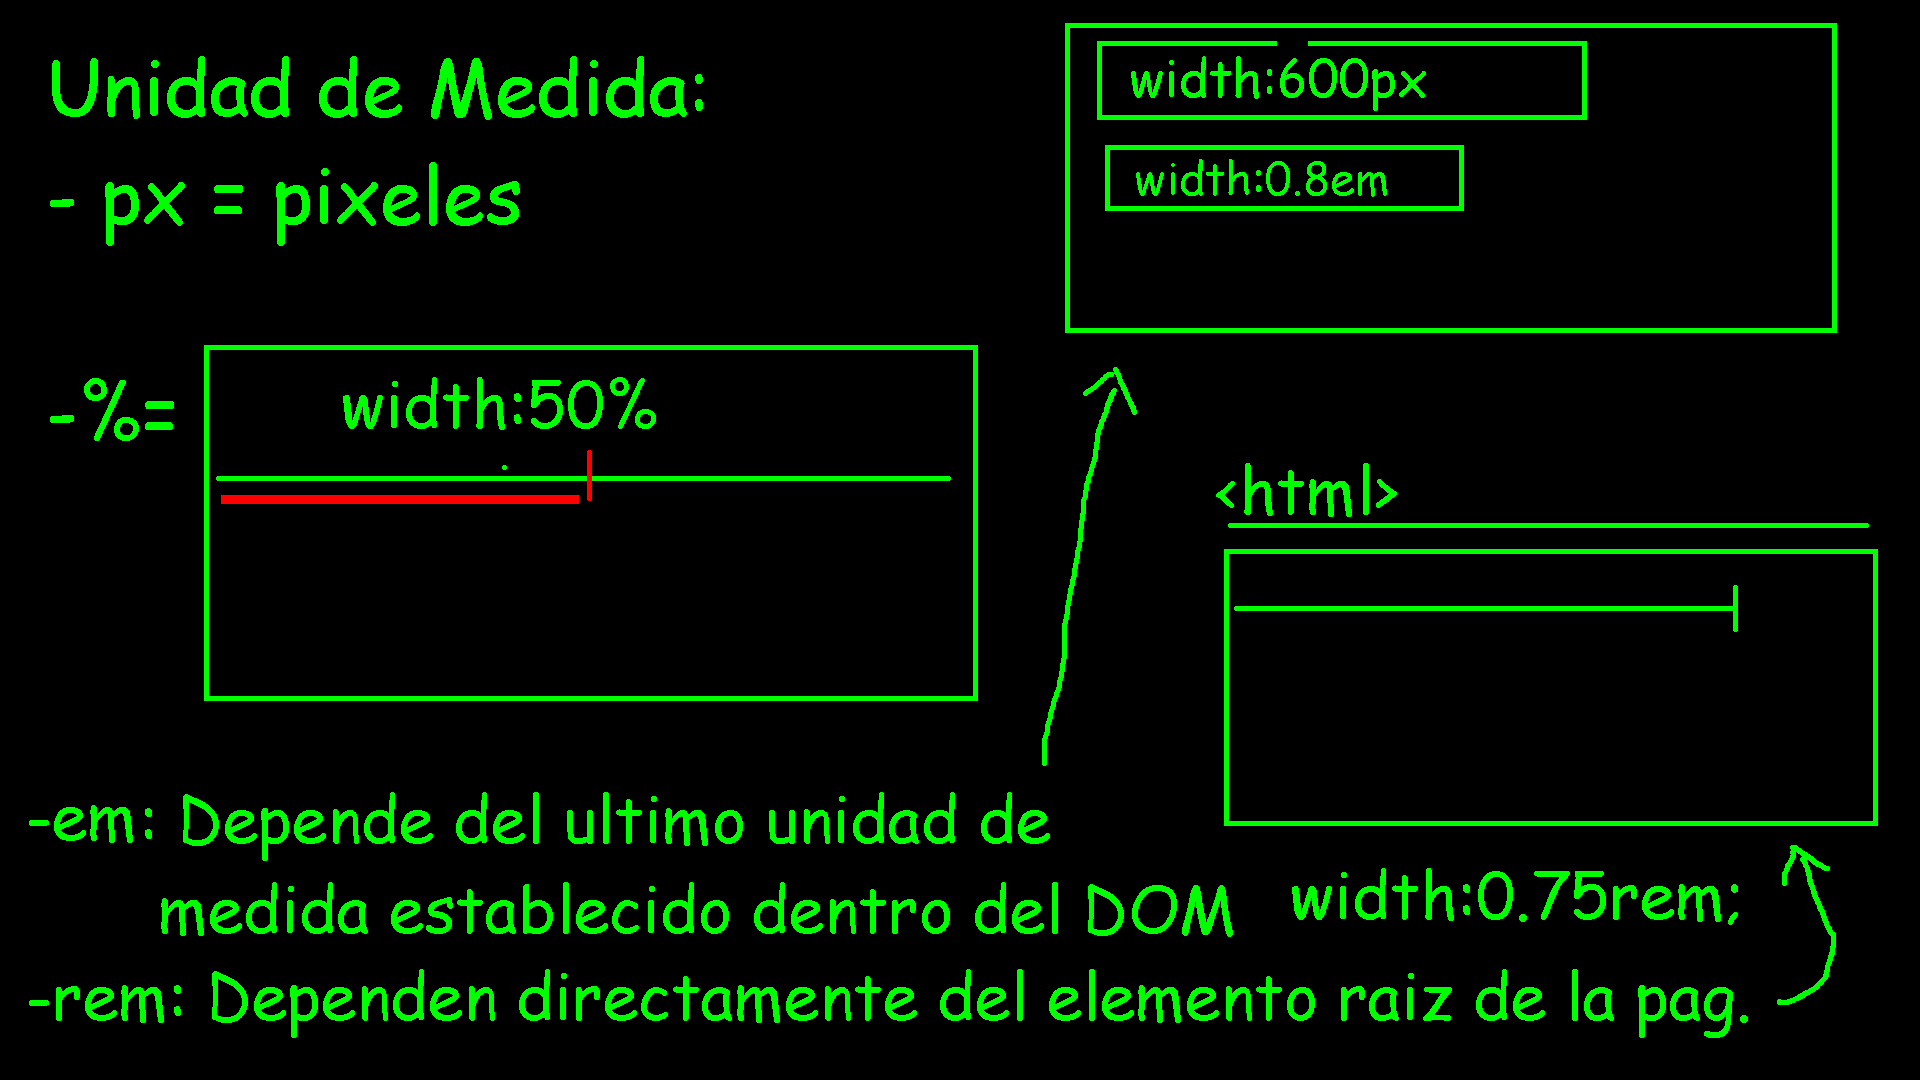 Unidad de Medida:
- px = pixeles
width:600px
width:0.8em
-%=
width:50%
<html>
-em: Depende del ultimo unidad de
medida establecido dentro del DOM
width:0.75rem;
-rem: Dependen directamente del elemento raiz de la pag.